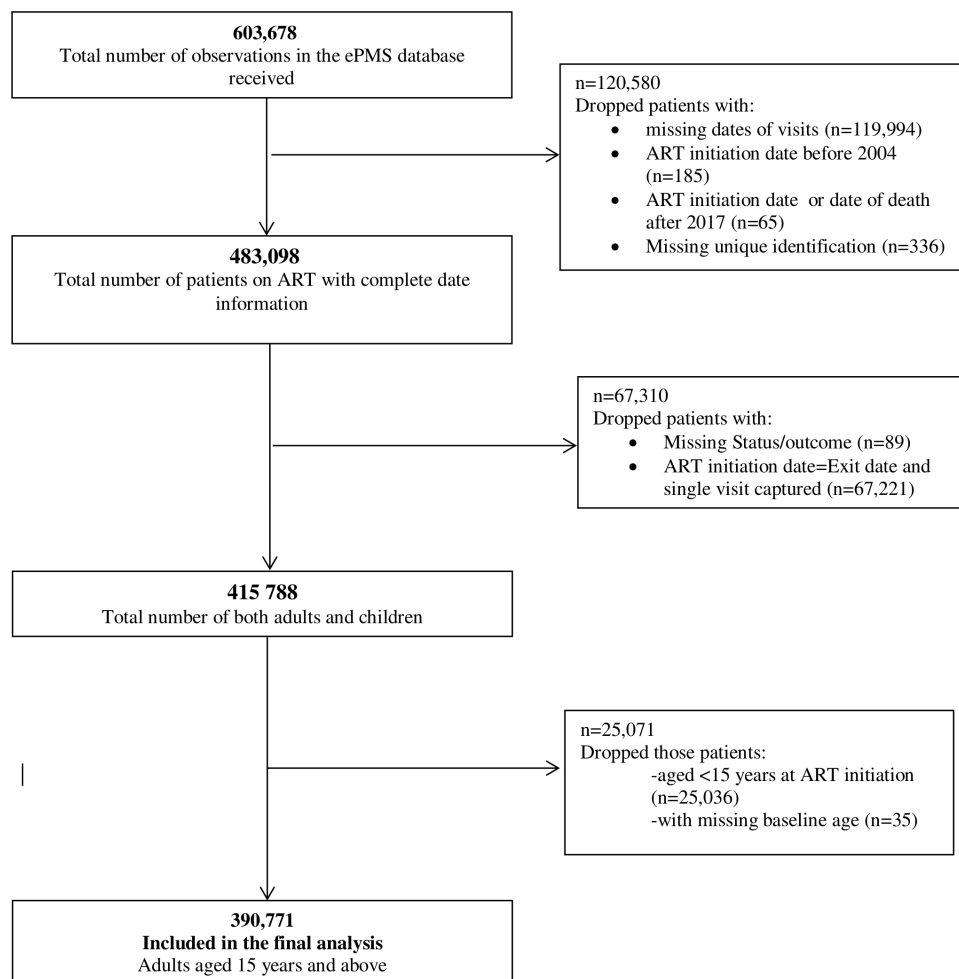 603,678
Total number of observations in the ePMS database
received
n=120,580
Dropped patients with:
• missing dates of visits (n=119,994)
• ART initiation date before 2004
(n=185)
• ART initiation date or date of death
after 2017 (n=65)
• Missing unique identification (n=336)
483,098
Total number of patients on ART with complete date
information
n=67,310
Dropped patients with:
• Missing Status/outcome (n=89)
• ART initiation date=Exit date and
single visit captured (n=67,221)
415 788
Total number of both adults and children
n=25,071
Dropped those patients:
-aged <15 years at ART initiation
(n=25,036)
-with missing baseline age (n=35)
390,771
Included in the final analysis
Adults aged 15 years and above